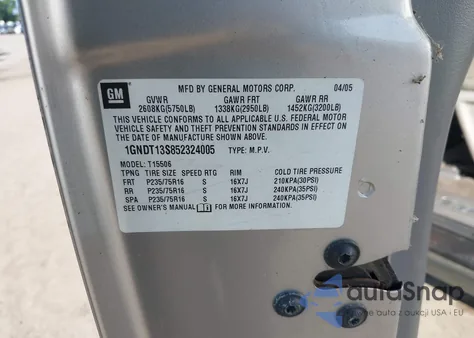 GM MFD BY GENERAL MOTORS CORP. 04/05
GVWR GAWR FRT GAWR RR
2608KG(5750LB) 1338KG(2950LB) 1452KG(3200LB)
THIS VEHICLE CONFORMS TO ALL APPLICABLE U.S. FEDERAL MOTOR
VEHICLE SAFETY AND THEFT PREVENTION STANDARDS IN EFFECT ON THE
DATE OF MANUFACTURE SHOWN ABOVE.
1GNDT13S852324005 TYPE: M.P.V.
MODEL: T15506
TPNG TIRE SIZE SPEED RTG RIM COLD TIRE PRESSURE
FRT P235/75R16 S 16X7J 210KPA(30PSI)
RR P235/75R16 S 16X7J 240KPA(35PSI)
SPA P235/75R16 S 16X7J 240KPA(35PSI)
SEE OWNER'S MANUAL FOR MORE INFORMATION.
autoSnap
auta z aukcji USA - EU